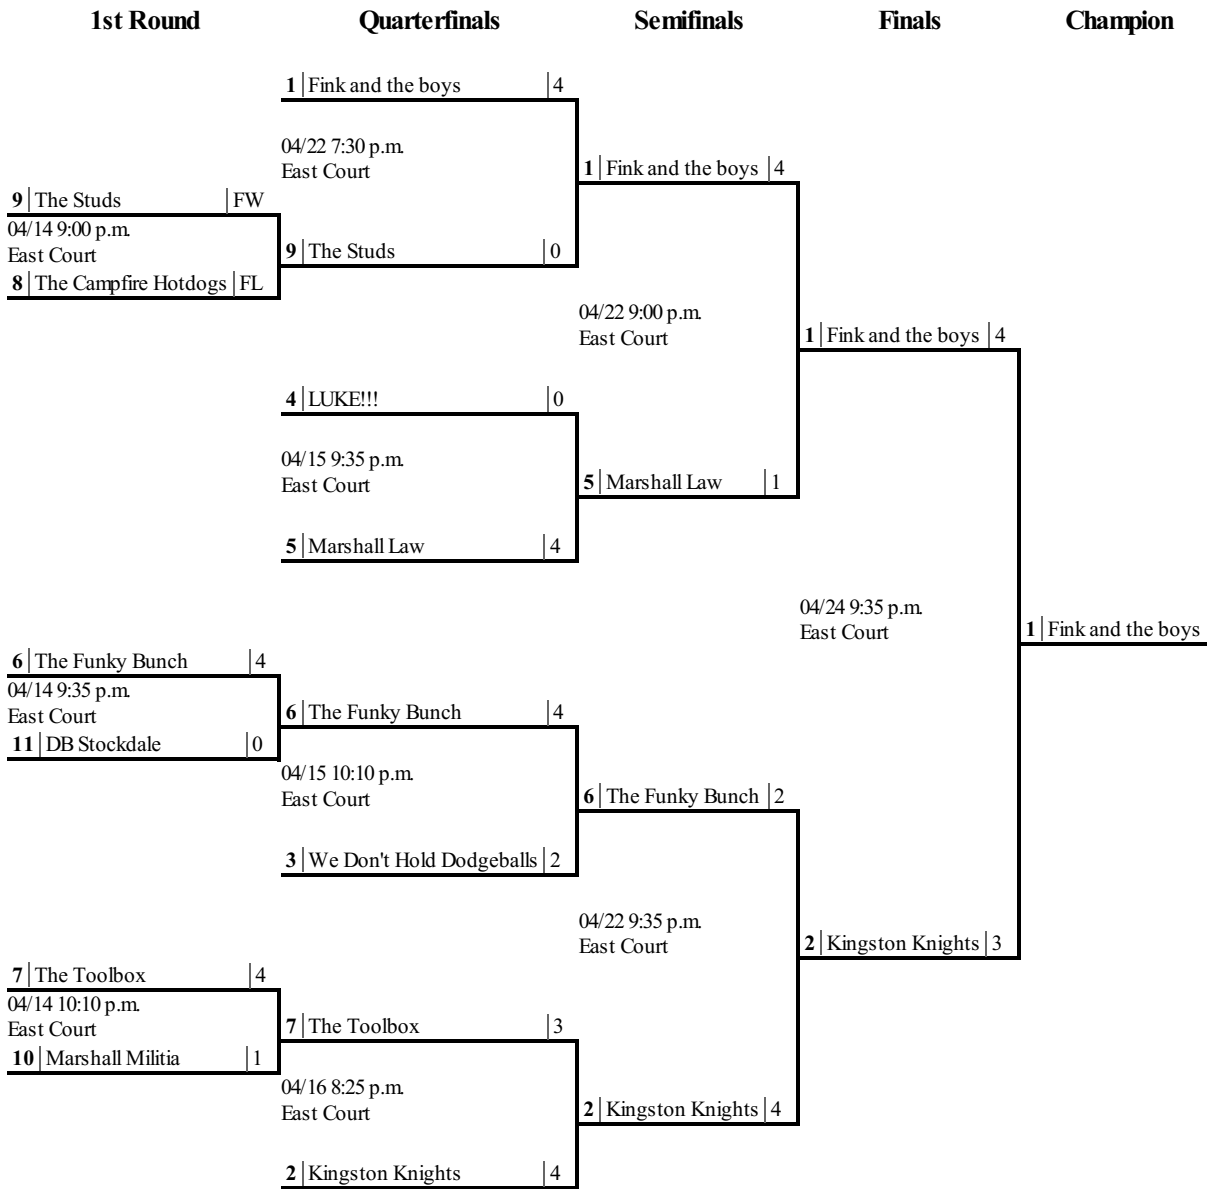 1st Round Quarterfinals Semifinals Finals Champion
1 Fink and the boys 4
04/22 7:30 p.m.
East Court
1 Fink and the boys 4
9 The Studs FW
04/14 9:00 p.m.
East Court
9 The Studs 0
8 The Campfire Hotdogs FL
04/22 9:00 p.m.
East Court
1 Fink and the boys 4
4 LUKE!!! 0
04/15 9:35 p.m.
East Court
5 Marshall Law 1
5 Marshall Law 4
04/24 9:35 p.m.
East Court
1 Fink and the boys
6 The Funky Bunch 4
04/14 9:35 p.m.
East Court
6 The Funky Bunch 4
11 DB Stockdale 0
04/15 10:10 p.m.
East Court
6 The Funky Bunch 2
3 We Don't Hold Dodgeballs 2
04/22 9:35 p.m.
East Court
2 Kingston Knights 3
7 The Toolbox 4
04/14 10:10 p.m.
East Court
7 The Toolbox 3
10 Marshall Militia 1
04/16 8:25 p.m.
East Court
2 Kingston Knights 4
2 Kingston Knights 4